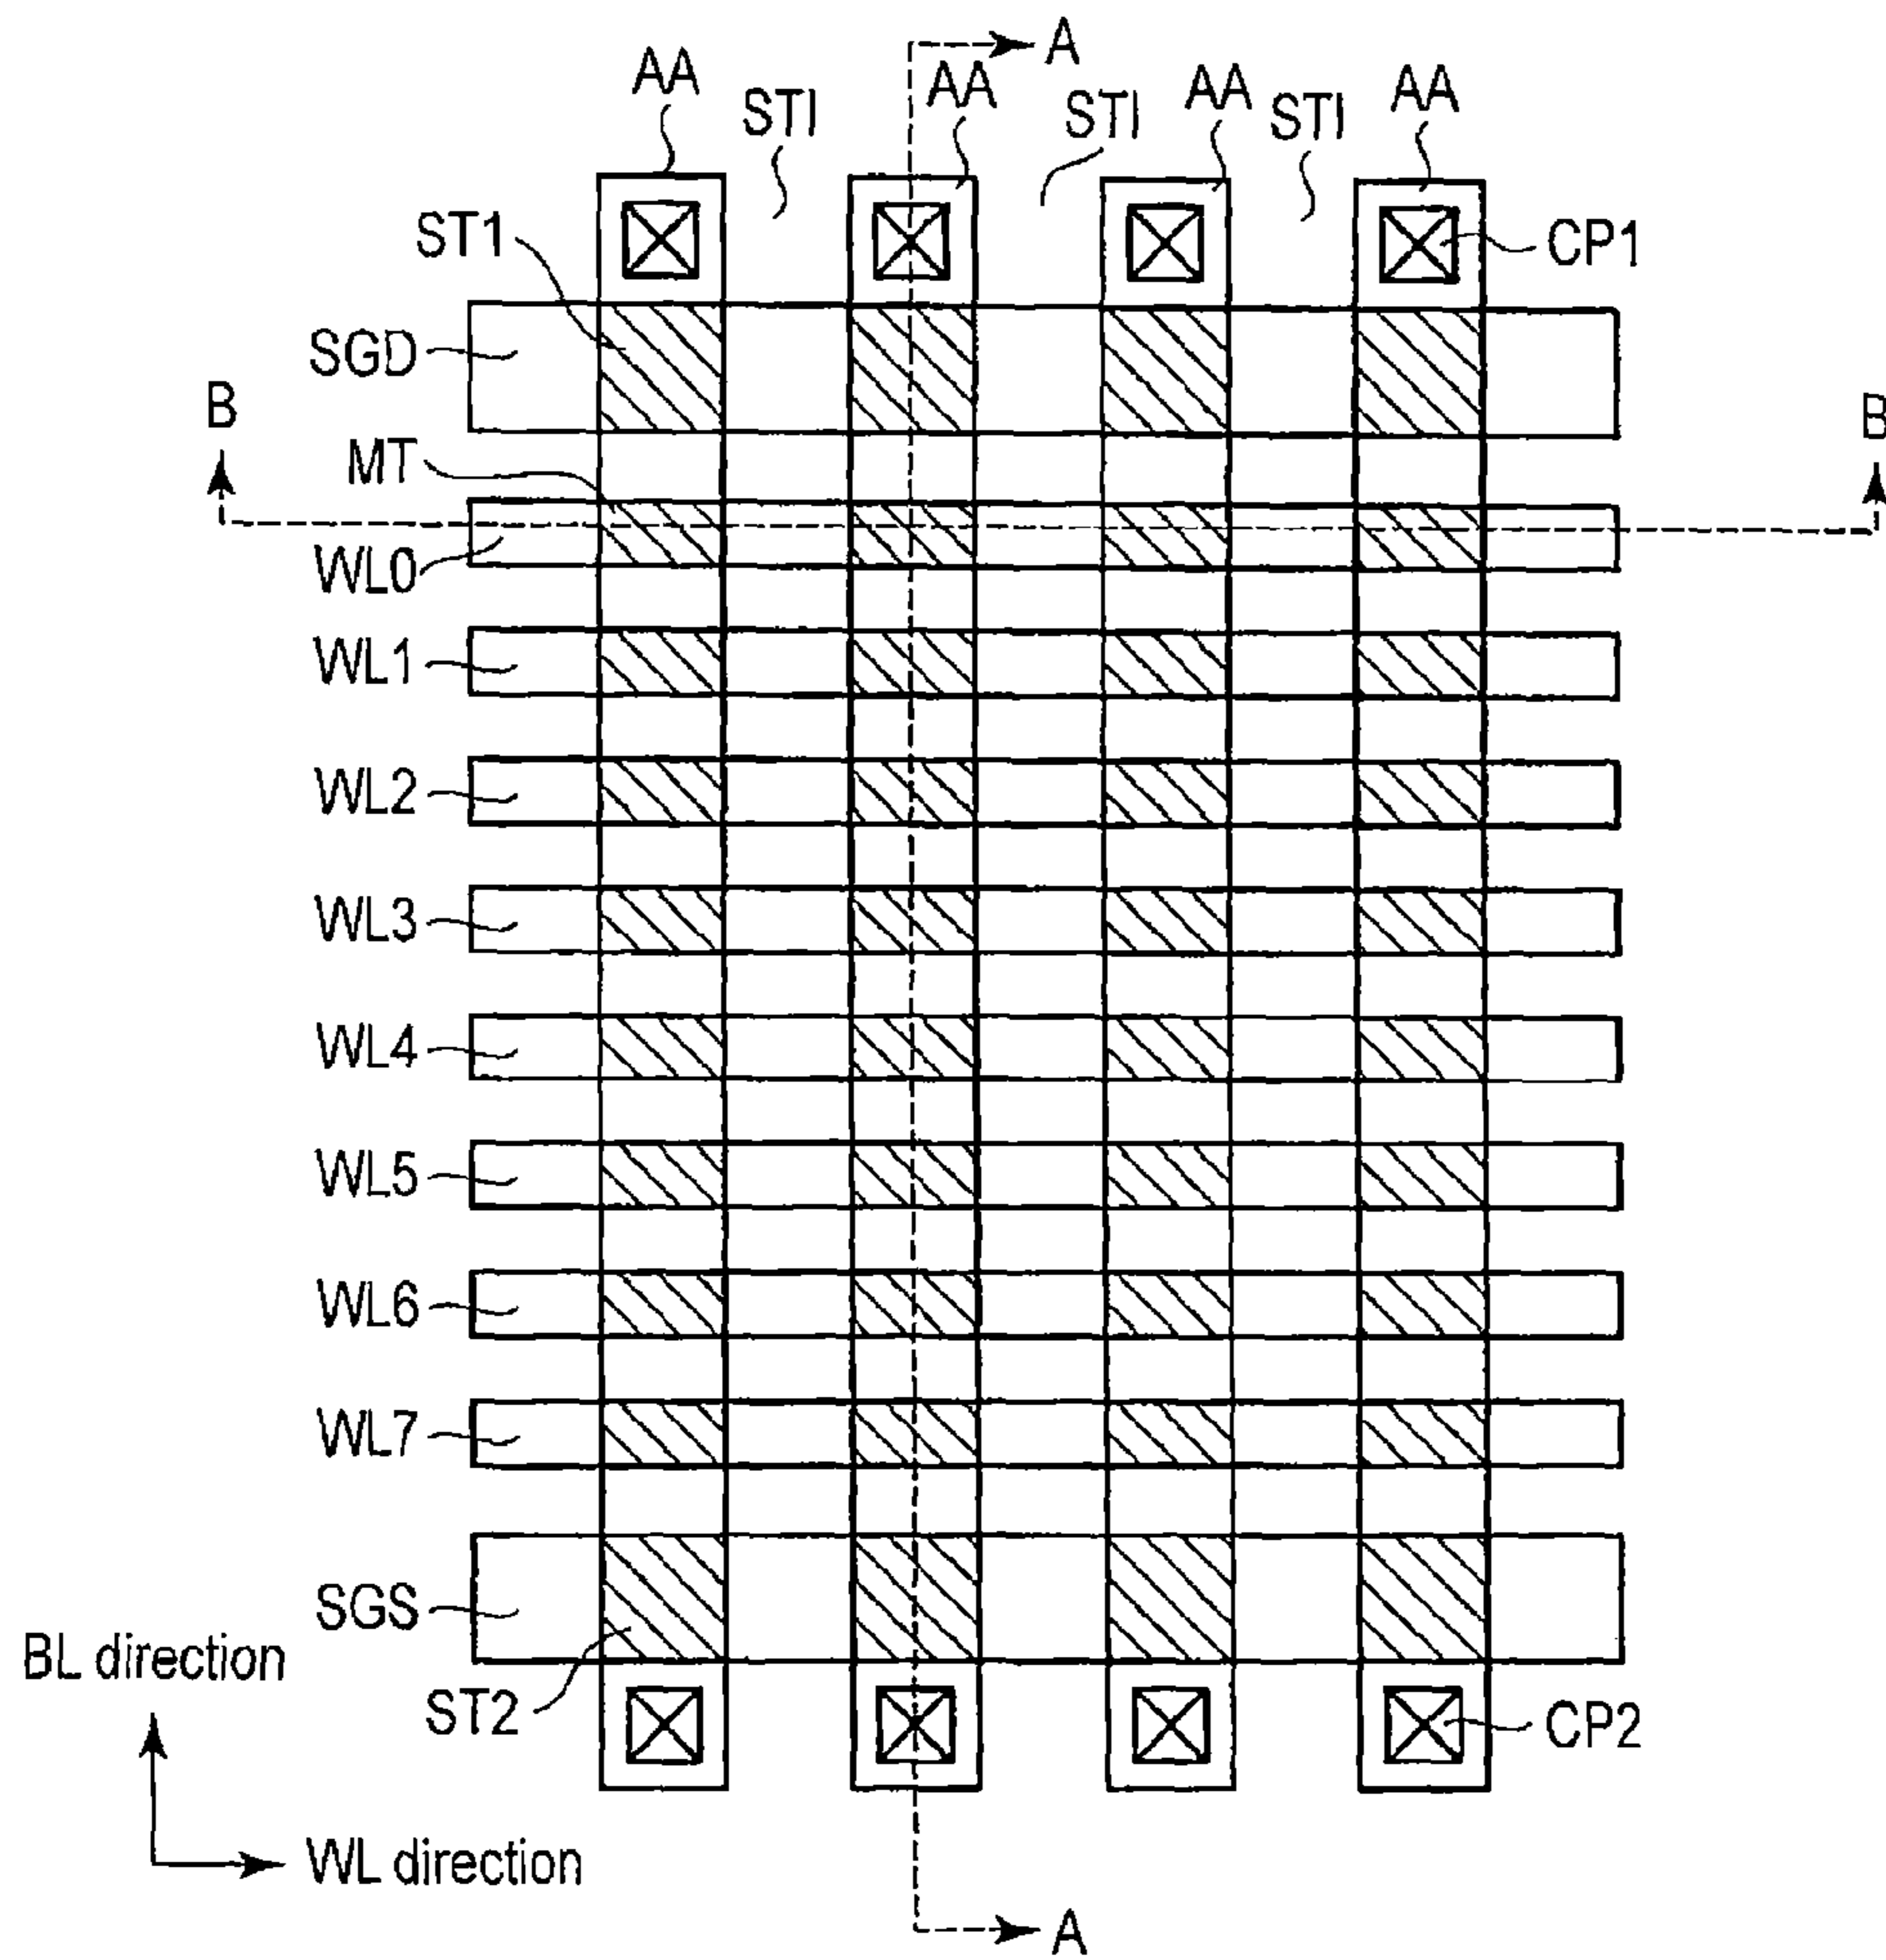 A
AA
STI
AA
STI
AA
STI
AA
ST1
CP1
SGD
B
B
MT
WL0
WL1
WL2
WL3
WL4
WL5
WL6
WL7
SGS
BL direction
ST2
CP2
WL direction
A